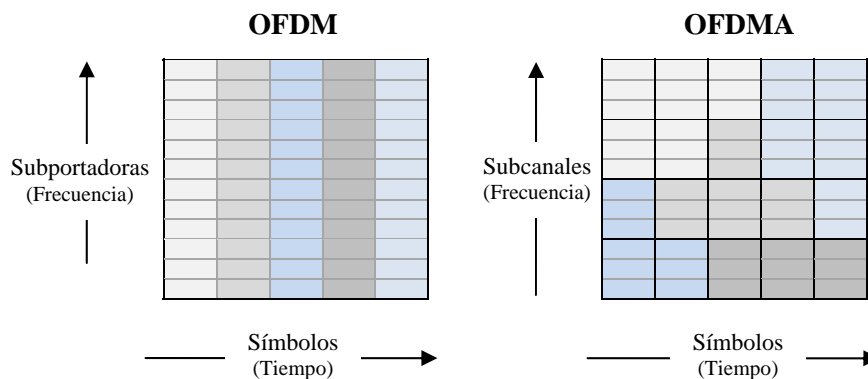 OFDM
Subportadoras
(Frecuencia)
Símbolos
(Tiempo)
OFDMA
Subcanales
(Frecuencia)
Símbolos
(Tiempo)